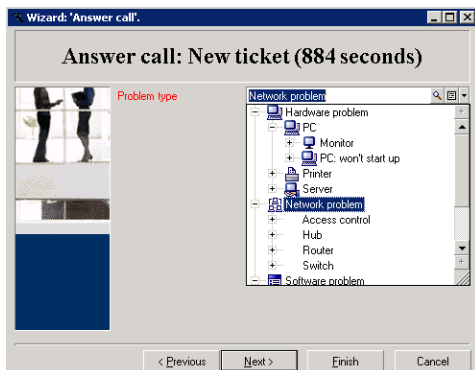 Wizard: 'Answer call'.
Answer call: New ticket (884 seconds)
Problem type
Network problem
Hardware problem
PC
Monitor
PC: won't start up
Printer
Server
Network problem
Access control
Hub
Router
Switch
Software problem
< Previous
Next >
Finish
Cancel